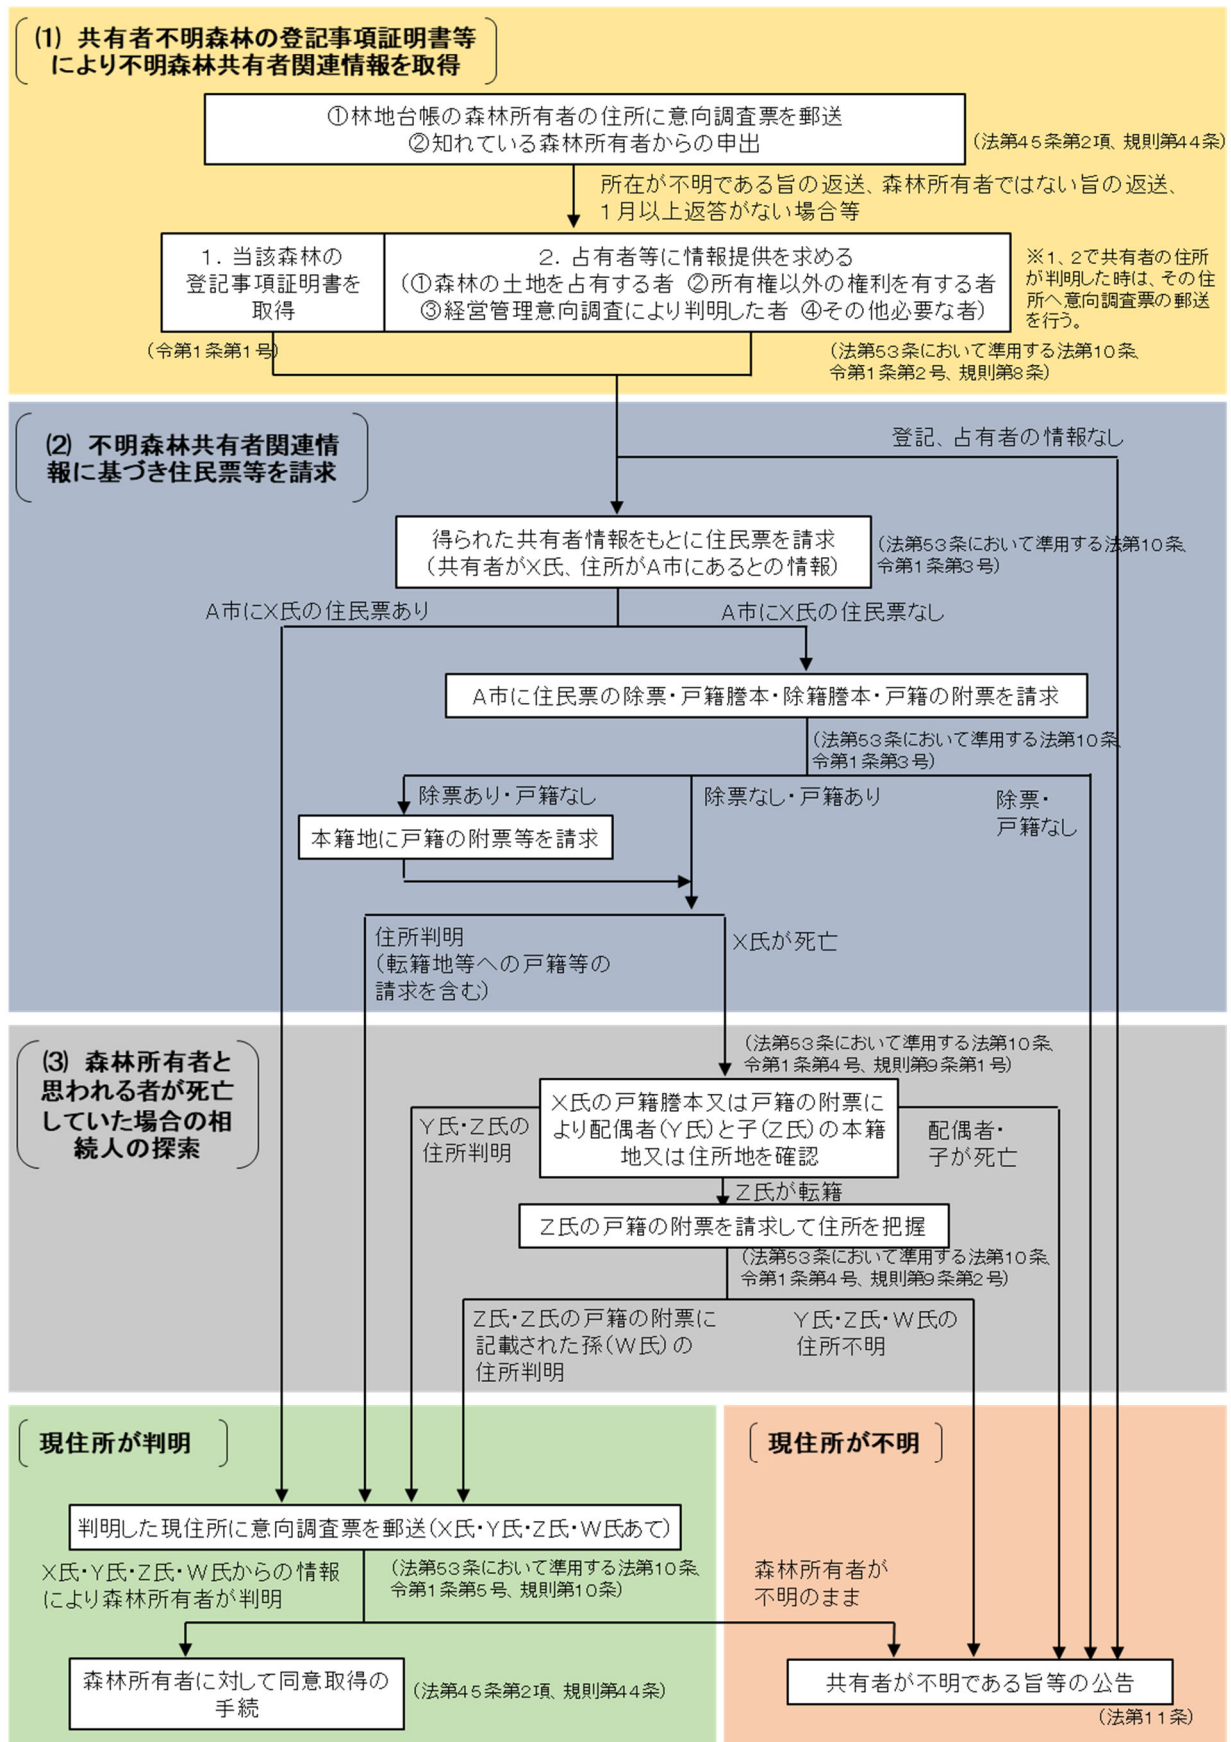 (1) 共有者不明森林の登記事項証明書等
により不明森林共有者関連情報を取得
①林地台帳の森林所有者の住所に意向調査票を郵送
②知れている森林所有者からの申出
(法第45条第2項、規則第44条)
所在が不明である旨の返送、森林所有者ではない旨の返送、
1月以上返答がない場合等
1. 当該森林の
登記事項証明書を
取得
2. 占有者等に情報提供を求める
(①森林の土地を占有する者 ②所有権以外の権利を有する者
③経営管理意向調査により判明した者 ④その他必要な者)
※1、2で共有者の住所
が判明した時は、その住
所へ意向調査票の郵送
を行う。
(令第1条第1号)
(法第53条において準用する法第10条、
令第1条第2号、規則第8条)
(2) 不明森林共有者関連情
報に基づき住民票等を請求
登記、占有者の情報なし
得られた共有者情報をもとに住民票を請求
(共有者がX氏、住所がA市にあるとの情報)
(法第53条において準用する法第10条、
令第1条第3号)
A市にX氏の住民票あり
A市にX氏の住民票なし
A市に住民票の除票・戸籍謄本・除籍謄本・戸籍の附票を請求
(法第53条において準用する法第10条、
令第1条第3号)
除票あり・戸籍なし
除票なし・戸籍あり
除票・
戸籍なし
本籍地に戸籍の附票等を請求
住所判明
(転籍地等への戸籍等の
請求を含む)
X氏が死亡
(3) 森林所有者と
思われる者が死亡
していた場合の相
続人の探索
(法第53条において準用する法第10条、
令第1条第4号、規則第9条第1号)
X氏の戸籍謄本又は戸籍の附票に
より配偶者(Y氏)と子(Z氏)の本籍
地又は住所地を確認
Y氏・Z氏の
住所判明
配偶者・
子が死亡
Z氏が転籍
Z氏の戸籍の附票を請求して住所を把握
(法第53条において準用する法第10条、
令第1条第4号、規則第9条第2号)
Z氏・Z氏の戸籍の附票に
記載された孫(W氏)の
住所判明
Y氏・Z氏・W氏の
住所不明
現住所が判明
現住所が不明
判明した現住所に意向調査票を郵送(X氏・Y氏・Z氏・W氏あて)
X氏・Y氏・Z氏・W氏からの情報
により森林所有者が判明
(法第53条において準用する法第10条、
令第1条第5号、規則第10条)
森林所有者が
不明のまま
森林所有者に対して同意取得の
手続
(法第45条第2項、規則第44条)
共有者が不明である旨等の公告
(法第11条)